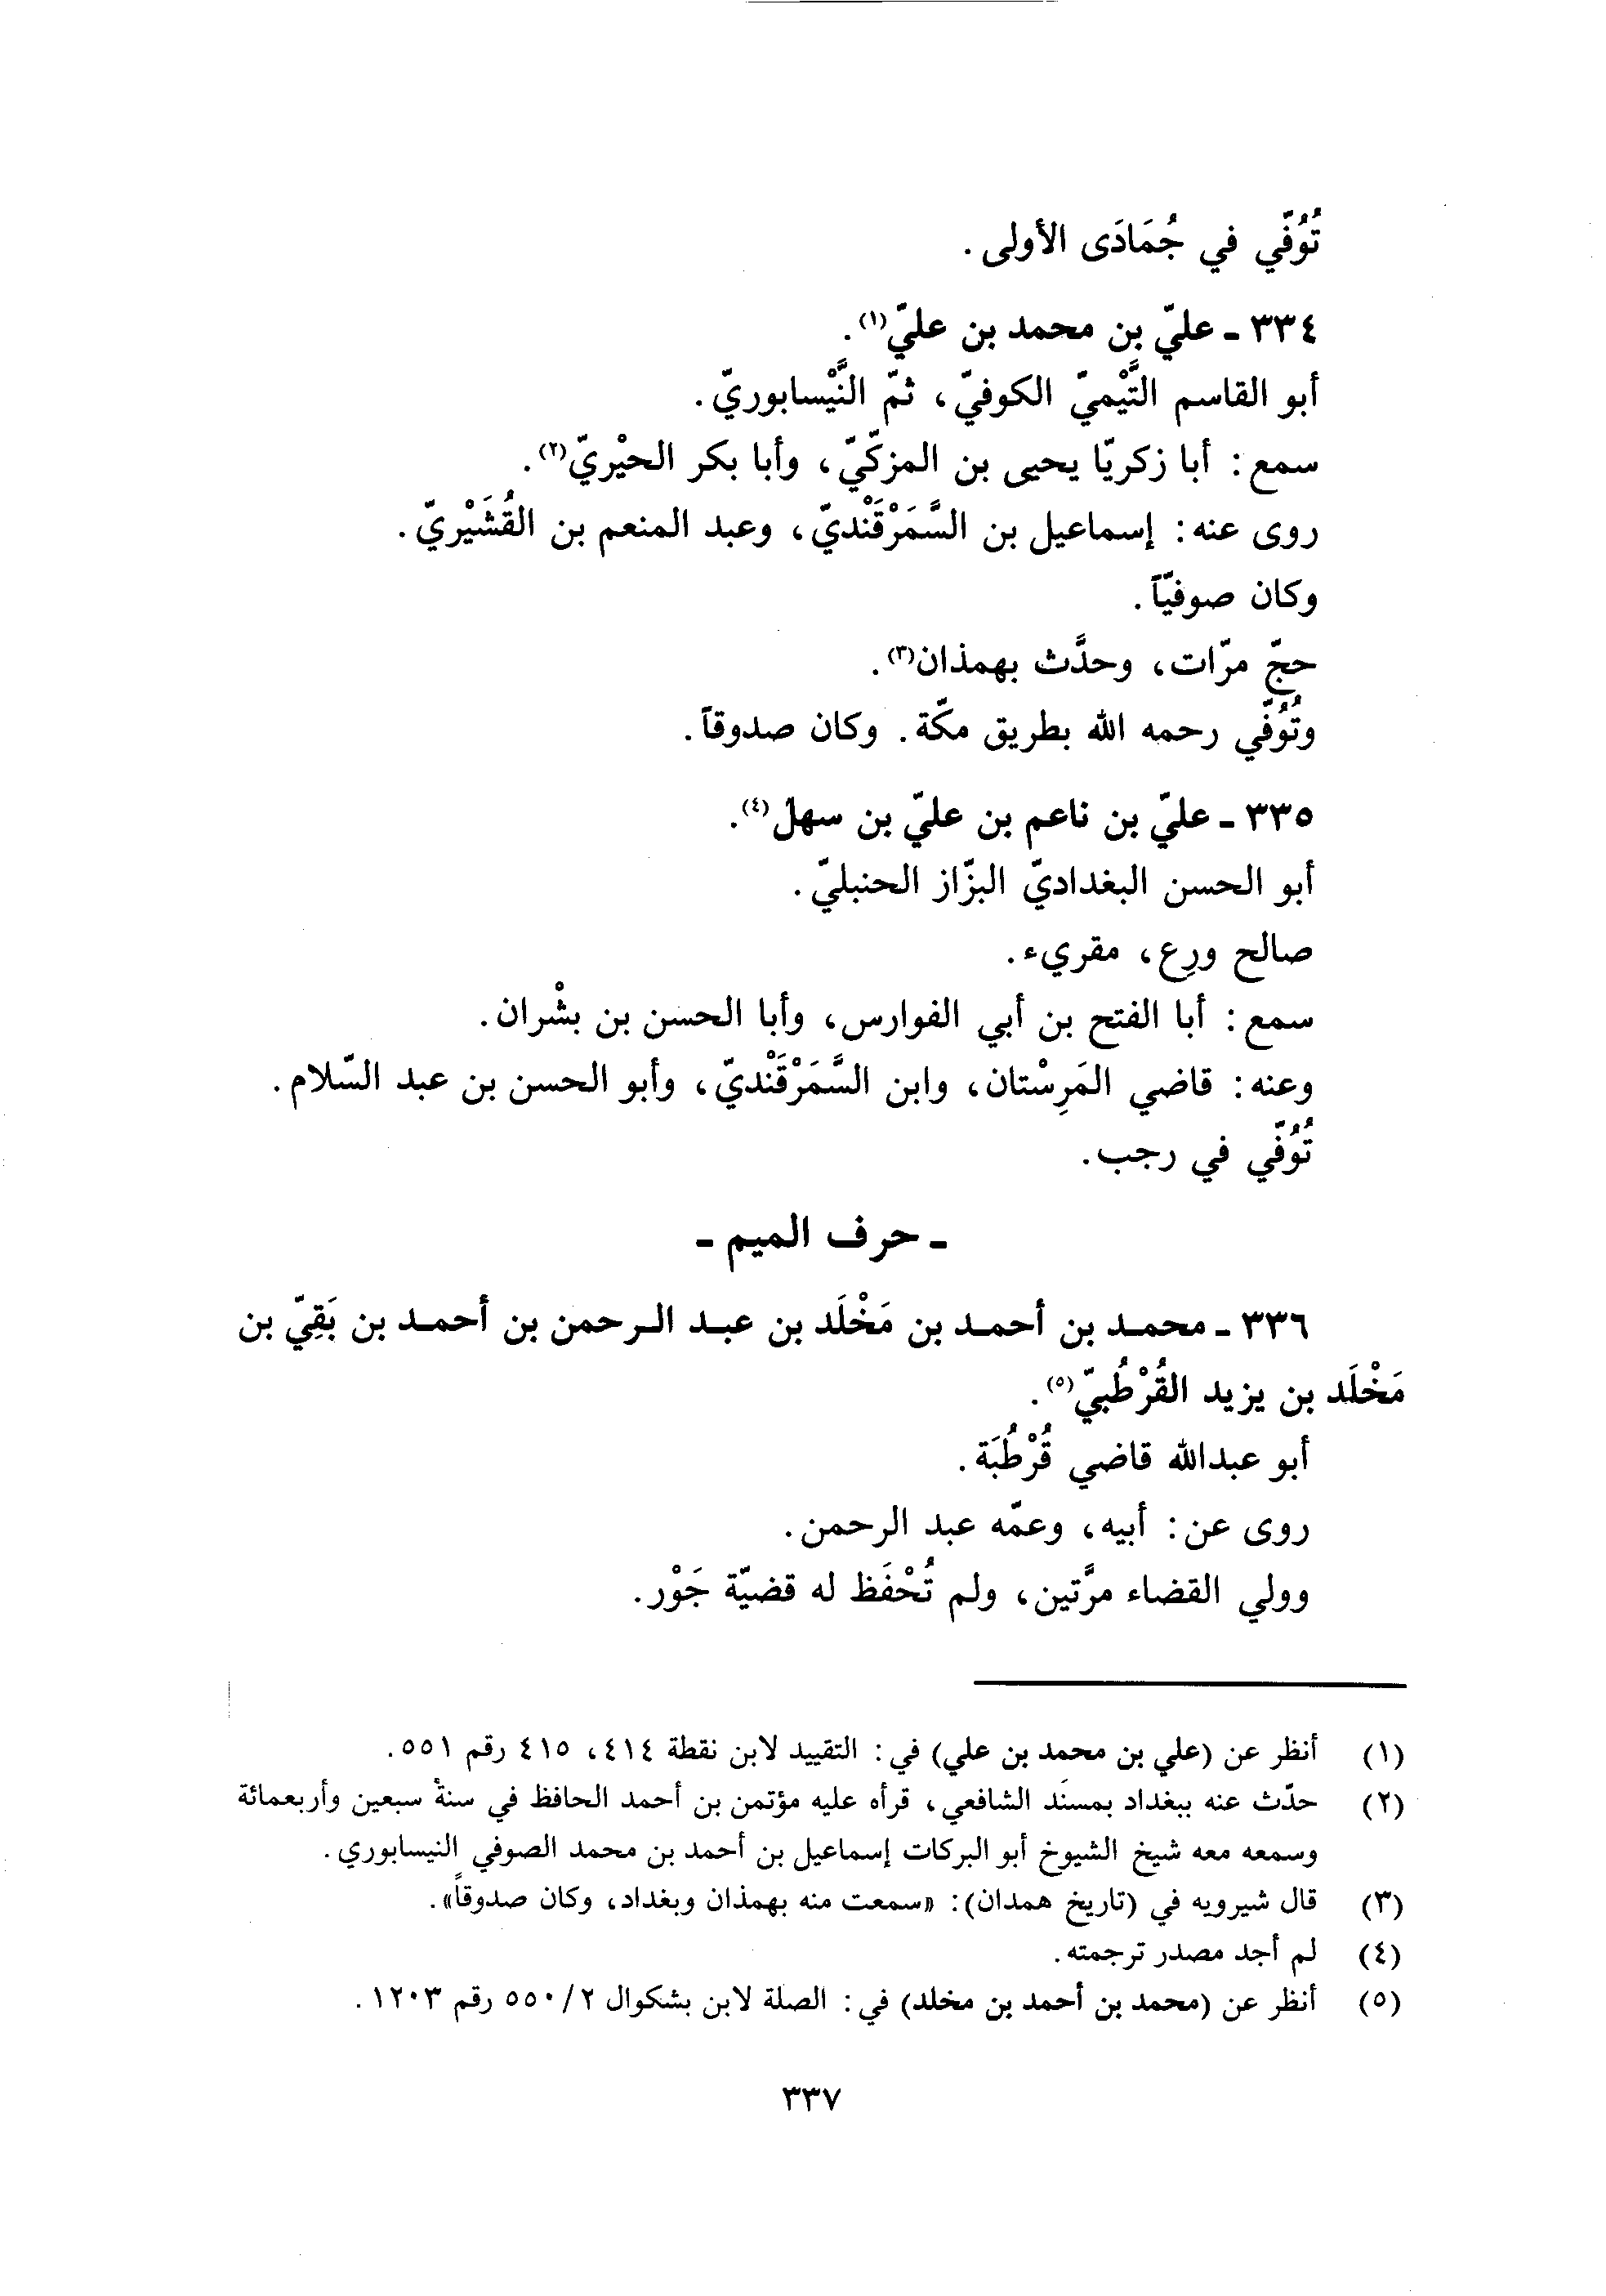 تُوُفّي في جُمَادَى الأولى.
٣٣٤ ـ عليّ بن محمد بن عليّ(١).
أبو القاسم التَّيْميّ الكوفيّ، ثمّ النَّيْسابوريّ.
سمع: أبا زكريّا يحيى بن المزكّيّ، وأبا بكر الحيْريّ(٢).
روى عنه: إسماعيل بن السَّمَرْقَنْديّ، وعبد المنعم بن القُشَيْريّ.
وكان صوفيّاً.
حجّ مرّات، وحدَّث بهمذان(٣).
وتُوُفّي رحمه الله بطريق مكّة. وكان صدوقاً.
٣٣٥ ـ عليّ بن ناعم بن عليّ بن سهل(٤).
أبو الحسن البغداديّ البزّاز الحنبليّ.
صالح ورِع، مقريء.
سمع: أبا الفتح بن أبي الفوارس، وأبا الحسن بن بشْران.
وعنه: قاضي المَرِسْتان، وابن السَّمَرْقَنْديّ، وأبو الحسن بن عبد السّلام.
تُوُفّي في رجب.
ـ حرف الميم ـ
٣٣٦ ـ محمد بن أحمد بن مَخْلَد بن عبد الرحمن بن أحمد بن بَقِيّ بن
مَخْلَد بن يزيد القُرْطُبيّ(٥).
أبو عبدالله قاضي قُرْطُبَة.
روى عن: أبيه، وعمّه عبد الرحمن.
وولي القضاء مرَّتين، ولم تُحْفَظ له قضيّة جَوْر.
(١) أنظر عن (علي بن محمد بن علي) في: التقييد لابن نقطة ٤١٤، ٤١٥ رقم ٥٥١.
(٢) حدّث عنه ببغداد بمسنَد الشافعي، قرأه عليه مؤتمن بن أحمد الحافظ في سنة سبعين وأربعمائة
وسمعه معه شيخ الشيوخ أبو البركات إسماعيل بن أحمد بن محمد الصوفي النيسابوري.
(٣) قال شيرويه في (تاريخ همدان): «سمعت منه بهمذان وبغداد، وكان صدوقاً».
(٤) لم أجد مصدر ترجمته.
(٥) أنظر عن (محمد بن أحمد بن مخلد) في: الصلة لابن بشكوال ٢/ ٥٥٠ رقم ١٢٠٣.
٣٣٧